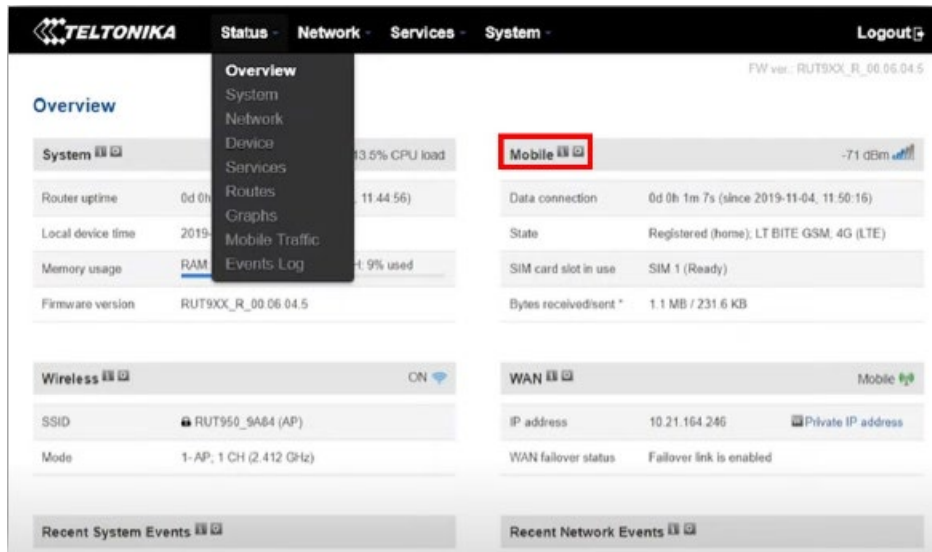 TELTONIKA Status Network Services System Logout
FW ver.: RUT9XX_R_00.06.04.5
Overview
System
Network
Device
Services
Routes
Graphs
Mobile Traffic
Events Log
Overview
System 13.5% CPU load
Router uptime 0d 0h , 11:44:56)
Local device time 2019-
Memory usage RAM: H: 9% used
Firmware version RUT9XX_R_00.06.04.5
Mobile -71 dBm
Data connection 0d 0h 1m 7s (since 2019-11-04, 11:50:16)
State Registered (home); LT BITE GSM; 4G (LTE)
SIM card slot in use SIM 1 (Ready)
Bytes received/sent * 1.1 MB / 231.6 KB
Wireless ON
SSID RUT950_9A84 (AP)
Mode 1- AP; 1 CH (2.412 GHz)
WAN Mobile
IP address 10.21.164.246 Private IP address
WAN failover status Failover link is enabled
Recent System Events
Recent Network Events